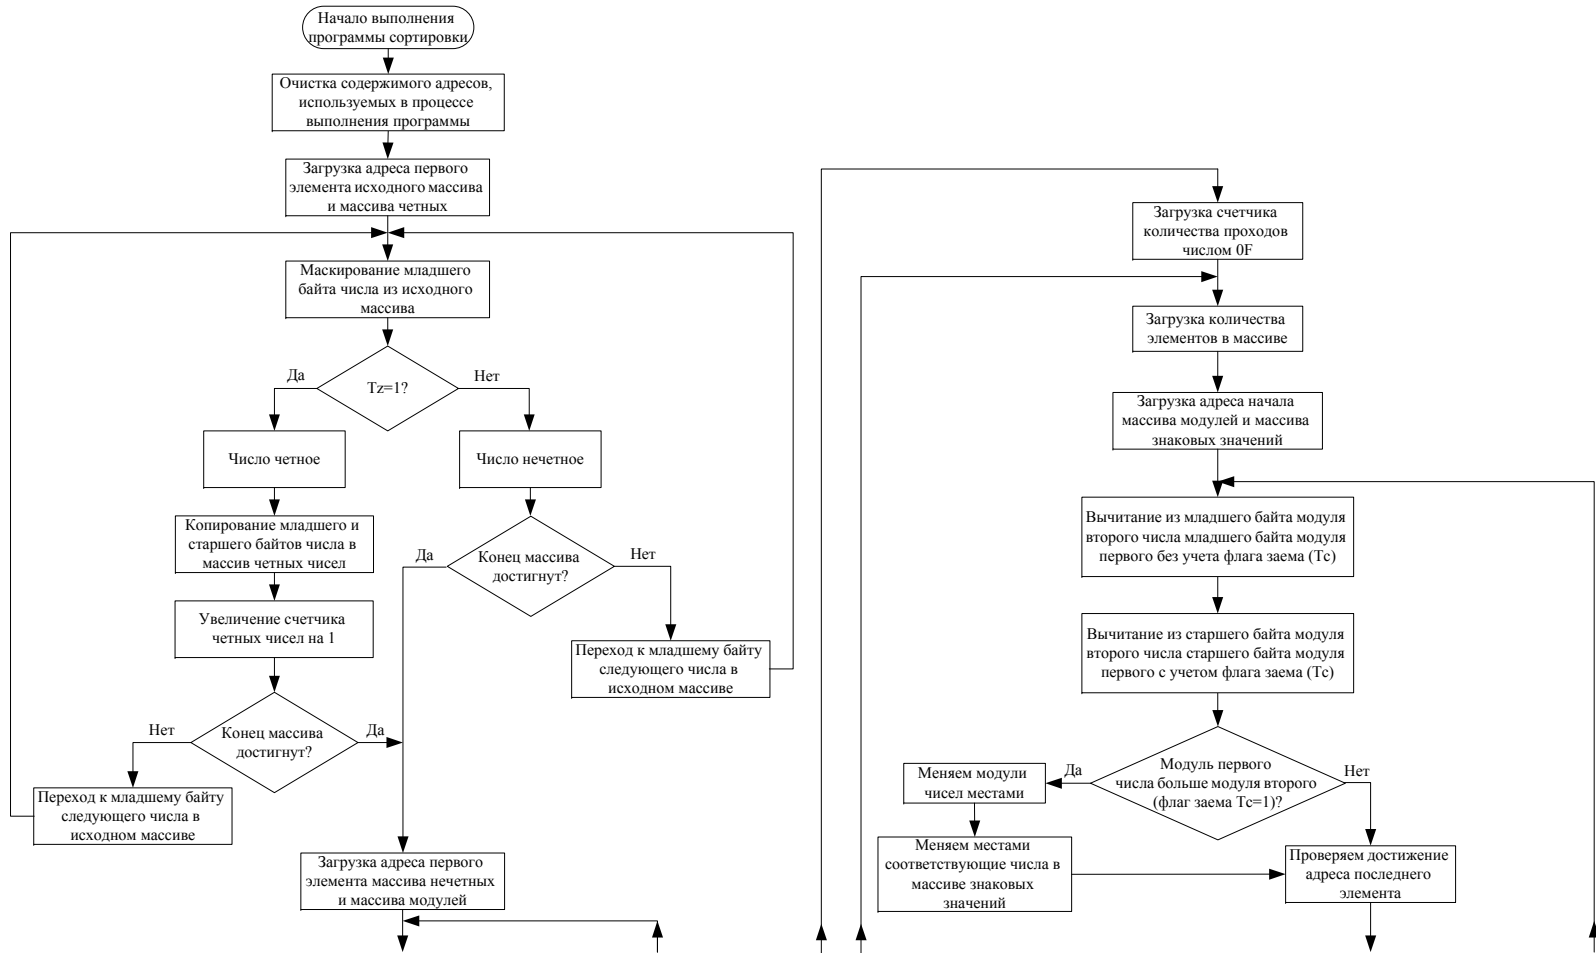 Начало выполнения
программы сортировки
Очистка содержимого адресов,
используемых в процессе
выполнения программы
Загрузка адреса первого
элемента исходного массива
и массива четных
Маскирование младшего
байта числа из исходного
массива
Tz=1?
Да
Нет
Число четное
Число нечетное
Копирование младшего и
старшего байтов числа в
массив четных чисел
Конец массива
достигнут?
Да
Нет
Увеличение счетчика
четных чисел на 1
Переход к младшему байту
следующего числа в
исходном массиве
Конец массива
достигнут?
Нет
Да
Переход к младшему байту
следующего числа в
исходном массиве
Загрузка адреса первого
элемента массива нечетных
и массива модулей
Загрузка счетчика
количества проходов
числом 0F
Загрузка количества
элементов в массиве
Загрузка адреса начала
массива модулей и массива
знаковых значений
Вычитание из младшего байта модуля
второго числа младшего байта модуля
первого без учета флага заема (Тс)
Вычитание из старшего байта модуля
второго числа старшего байта модуля
первого с учетом флага заема (Тс)
Модуль первого
числа больше модуля второго
(флаг заема Тс=1)?
Да
Нет
Меняем модули
чисел местами
Меняем местами
соответствующие числа в
массиве знаковых
значений
Проверяем достижение
адреса последнего
элемента